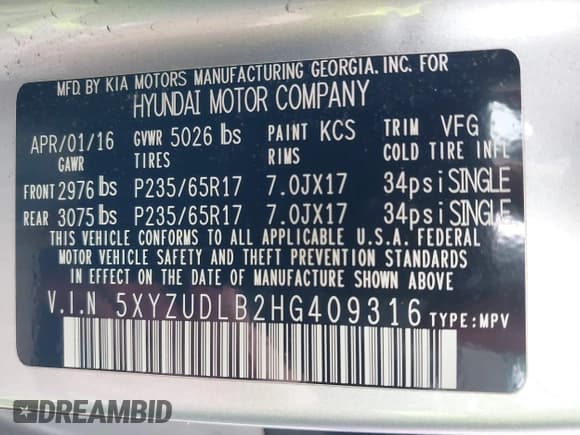 MFD. BY KIA MOTORS MANUFACTURING GEORGIA. INC. FOR
HYUNDAI MOTOR COMPANY
APR/01/16 GVWR 5026 lbs PAINT KCS TRIM VFG
GAWR TIRES RIMS COLD TIRE INFL
FRONT 2976 lbs P235/65R17 7.0JX17 34psi SINGLE
REAR 3075 lbs P235/65R17 7.0JX17 34psi SINGLE
THIS VEHICLE CONFORMS TO ALL APPLICABLE U.S.A. FEDERAL
MOTOR VEHICLE SAFETY AND THEFT PREVENTION STANDARDS
IN EFFECT ON THE DATE OF MANUFACTURE SHOWN ABOVE.
V.I.N 5XYZUDLB2HG409316 TYPE:MPV
DREAMBID